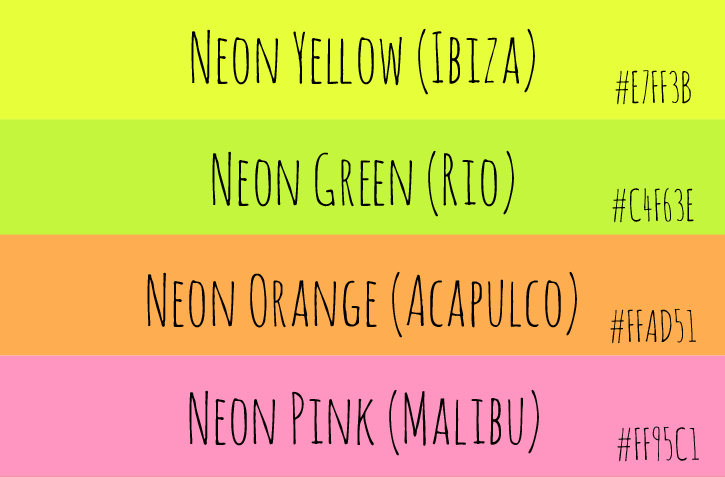 Neon Yellow (Ibiza)
#E7FF3B
Neon Green (Rio)
#C4F63E
Neon Orange (Acapulco)
#FFAD51
Neon Pink (Malibu)
#FF95C1